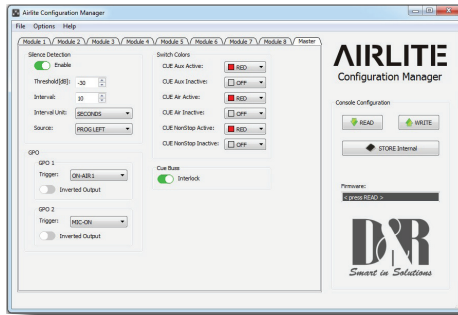 Airlite Configuration Manager
File Options Help
Module 1 Module 2 Module 3 Module 4 Module 5 Module 6 Module 7 Module 8 Master
Silence Detection
Enable
Threshold[dB]: -30
Interval: 10
Interval Unit: SECONDS
Source: PROG LEFT
GPO
GPO 1
Trigger: ON-AIR1
Inverted Output
GPO 2
Trigger: MIC-ON
Inverted Output
Switch Colors
CUE Aux Active: RED
CUE Aux Inactive: OFF
CUE Air Active: RED
CUE Air Inactive: OFF
CUE NonStop Active: RED
CUE NonStop Inactive: OFF
Cue Buss
Interlock
AIRLITE
Configuration Manager
Console Configuration
READ WRITE
STORE Internal
Firmware:
< press READ >
D&R
Smart in Solutions